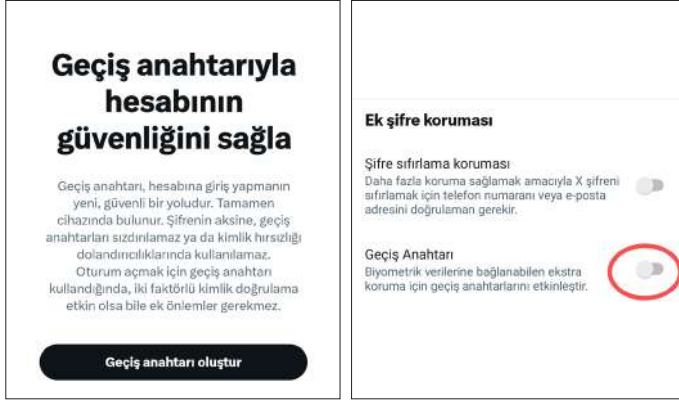 Geçiş anahtarıyla
hesabının
güvenliğini sağla
Geçiş anahtarı, hesabına giriş yapmanın
yeni, güvenli bir yoludur. Tamamen
cihazında bulunur. Şifrenin aksine, geçiş
anahtarları sızdırılamaz ya da kimlik hırsızlığı
dolandırıcılıklarında kullanılamaz.
Oturum açmak için geçiş anahtarı
kullandığında, iki faktörlü kimlik doğrulama
etkin olsa bile ek önlemler gerekmez.
Geçiş anahtarı oluştur
Ek şifre koruması
Şifre sıfırlama koruması
Daha fazla koruma sağlamak amacıyla X şifreni
sıfırlamak için telefon numaranı veya e-posta
adresini doğrulaman gerekir.
Geçiş Anahtarı
Biyometrik verilerine bağlanabilen ekstra
koruma için geçiş anahtarlarını etkinleştir.